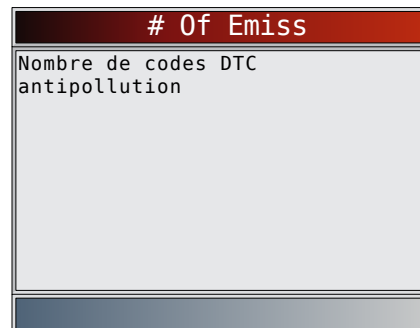 # Of Emiss
Nombre de codes DTC
antipollution